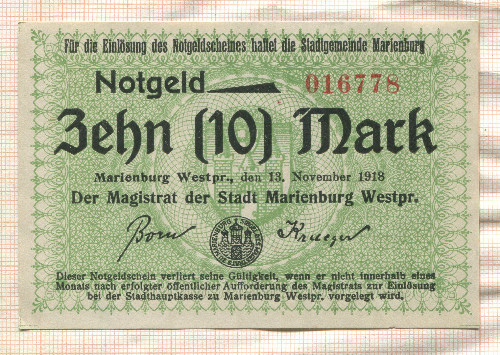 Für die Einlösung des Notgeldscheines haftet die Stadtgemeinde Marienburg
Notgeld 016778
Zehn (10) Mark
Marienburg Westpr., den 13. November 1918
Der Magistrat der Stadt Marienburg Westpr.
Born Krueger
Dieser Notgeldschein verliert seine Gültigkeit, wenn er nicht innerhalb eines
Monats nach erfolgter öffentlicher Aufforderung des Magistrats zur Einlösung
bei der Stadthauptkasse zu Marienburg Westpr. vorgelegt wird.